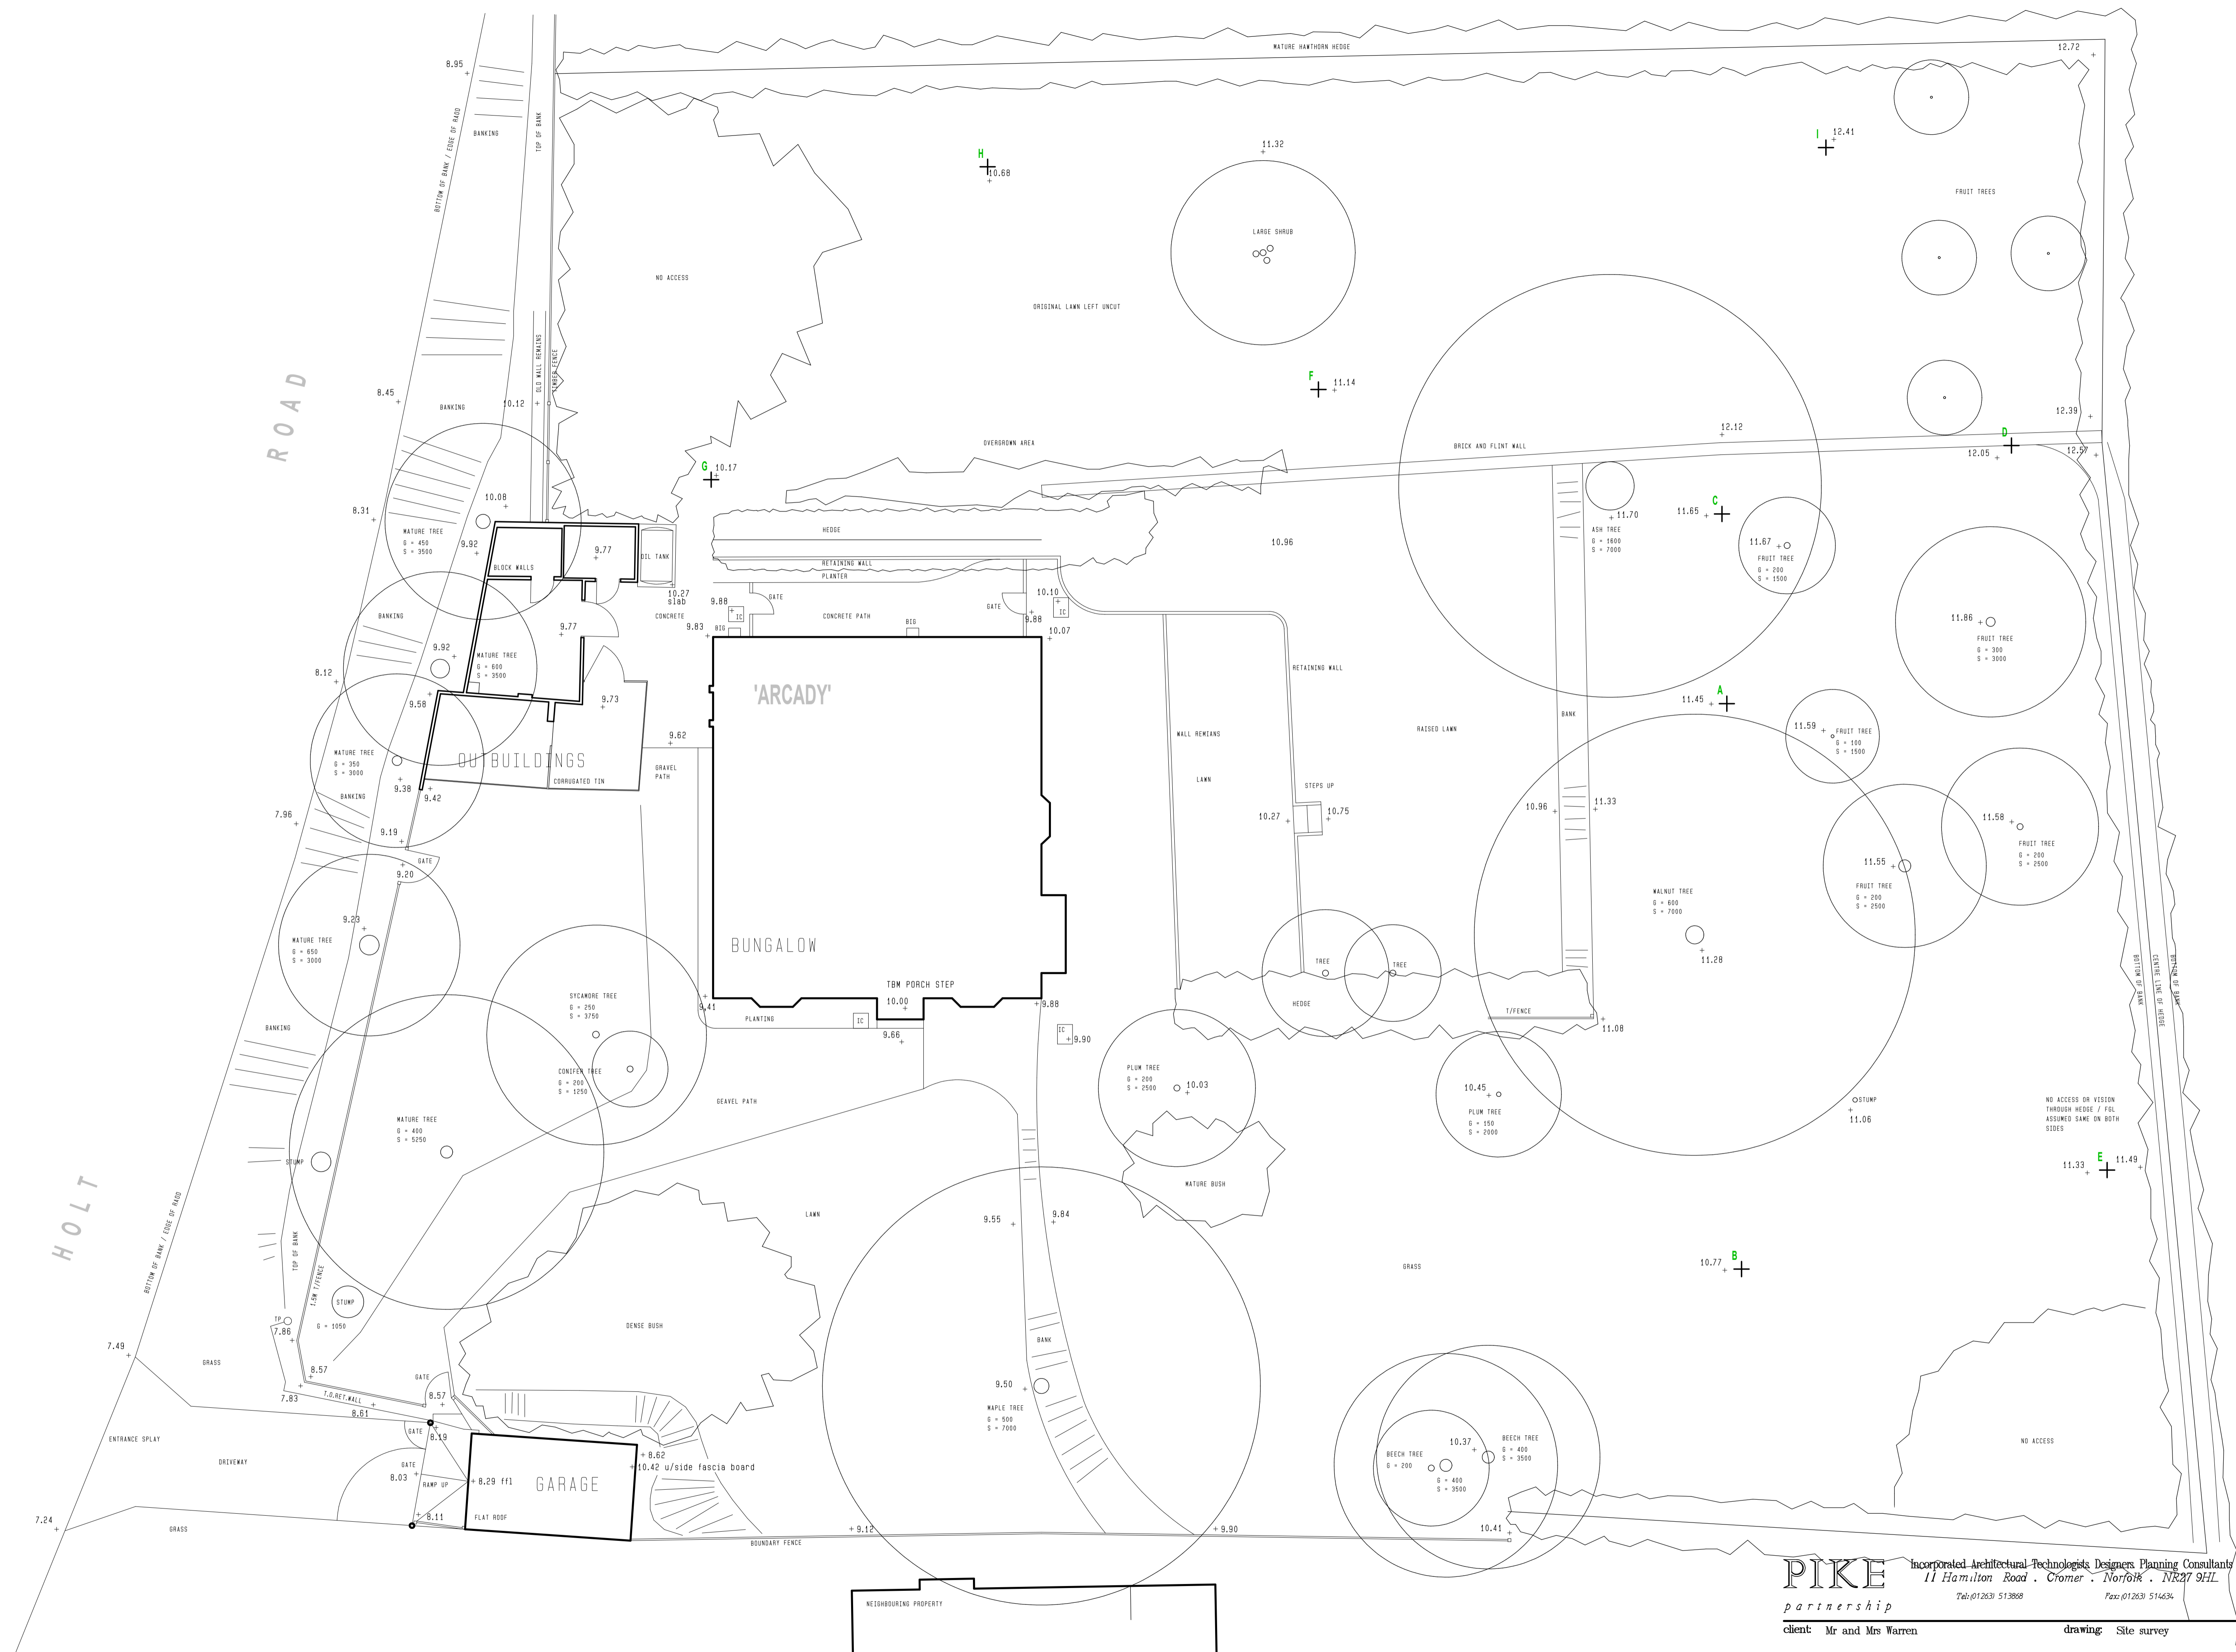 MATURE HAWTHORN HEDGE
12.72
8.95
BANKING
TOP OF BANK
BOTTOM OF BANK / EDGE OF RAOD
H
10.68
11.32
I
12.41
FRUIT TREES
LARGE SHRUB
NO ACCESS
ORIGINAL LAWN LEFT UNCUT
OLD WALL REMAINS
TIMBER FENCE
ROAD
8.45
BANKING
10.12
F
11.14
12.39
12.12
D
12.05
12.57
OVERGROWN AREA
BRICK AND FLINT WALL
G
10.17
10.08
8.31
MATURE TREE
G = 450
S = 3500
9.92
BLOCK WALLS
9.77
OIL TANK
10.27
slab
CONCRETE
HEDGE
RETAINING WALL
PLANTER
GATE
CONCRETE PATH
GATE
10.96
11.70
ASH TREE
G = 1600
S = 7000
C
11.65
11.67
FRUIT TREE
G = 200
S = 1500
9.88
IC
BIG
BIG
9.83
9.88
10.10
IC
10.07
BANKING
9.77
9.92
MATURE TREE
G = 600
S = 3500
8.12
9.58
9.73
'ARCADY'
11.86
FRUIT TREE
G = 300
S = 3000
RETAINING WALL
A
11.45
BANK
RAISED LAWN
WALL REMIANS
LAWN
11.59
FRUIT TREE
G = 100
S = 1500
9.62
GRAVEL
PATH
MATURE TREE
G = 350
S = 3000
OUTBUILDINGS
CORRUGATED TIN
9.38
9.42
BANKING
7.96
9.19
GATE
9.20
STEPS UP
10.27
10.75
10.96
11.33
11.58
FRUIT TREE
G = 200
S = 2500
11.55
FRUIT TREE
G = 200
S = 2500
WALNUT TREE
G = 600
S = 7000
11.28
9.23
MATURE TREE
G = 650
S = 3000
BUNGALOW
TBM PORCH STEP
10.00
TREE
TREE
HEDGE
T/FENCE
11.08
BOTTOM OF BANK
CENTRE LINE OF HEDGE
BOTTOM OF BANK
SYCAMORE TREE
G = 250
S = 3750
9.41
PLANTING
IC
9.66
9.88
IC
9.90
BANKING
CONIFER TREE
G = 200
S = 1250
GEAVEL PATH
PLUM TREE
G = 200
S = 2500
10.03
10.45
PLUM TREE
G = 150
S = 2000
STUMP
11.06
NO ACCESS OR VISION
THROUGH HEDGE / FGL
ASSUMED SAME ON BOTH
SIDES
MATURE TREE
G = 400
S = 5250
STUMP
E
11.33
11.49
MATURE BUSH
HOLT
BOTTOM OF BANK / EDGE OF RAOD
TOP OF BANK
1.5M T/FENCE
LAWN
9.55
9.84
GRASS
B
10.77
STUMP
G = 1050
TP
7.86
DENSE BUSH
BANK
7.49
GRASS
8.57
7.83
T.O.RET.WALL
8.61
GATE
8.57
9.50
MAPLE TREE
G = 500
S = 7000
ENTRANCE SPLAY
DRIVEWAY
GATE
8.19
GATE
8.03
RAMP UP
8.29 ffl
GARAGE
8.62
10.42 u/side fascia board
BEECH TREE
G = 200
10.37
G = 400
S = 3500
BEECH TREE
G = 400
S = 3500
NO ACCESS
7.24
GRASS
8.11
FLAT ROOF
BOUNDARY FENCE
9.12
9.90
10.41
NEIGHBOURING PROPERTY
PIKE
partnership
Incorporated Architectural Technologists. Designers. Planning Consultants
11 Hamilton Road . Cromer . Norfolk . NR27 9HL
Tel: (01263) 513868 Fax: (01263) 514634
client: Mr and Mrs Warren drawing: Site survey